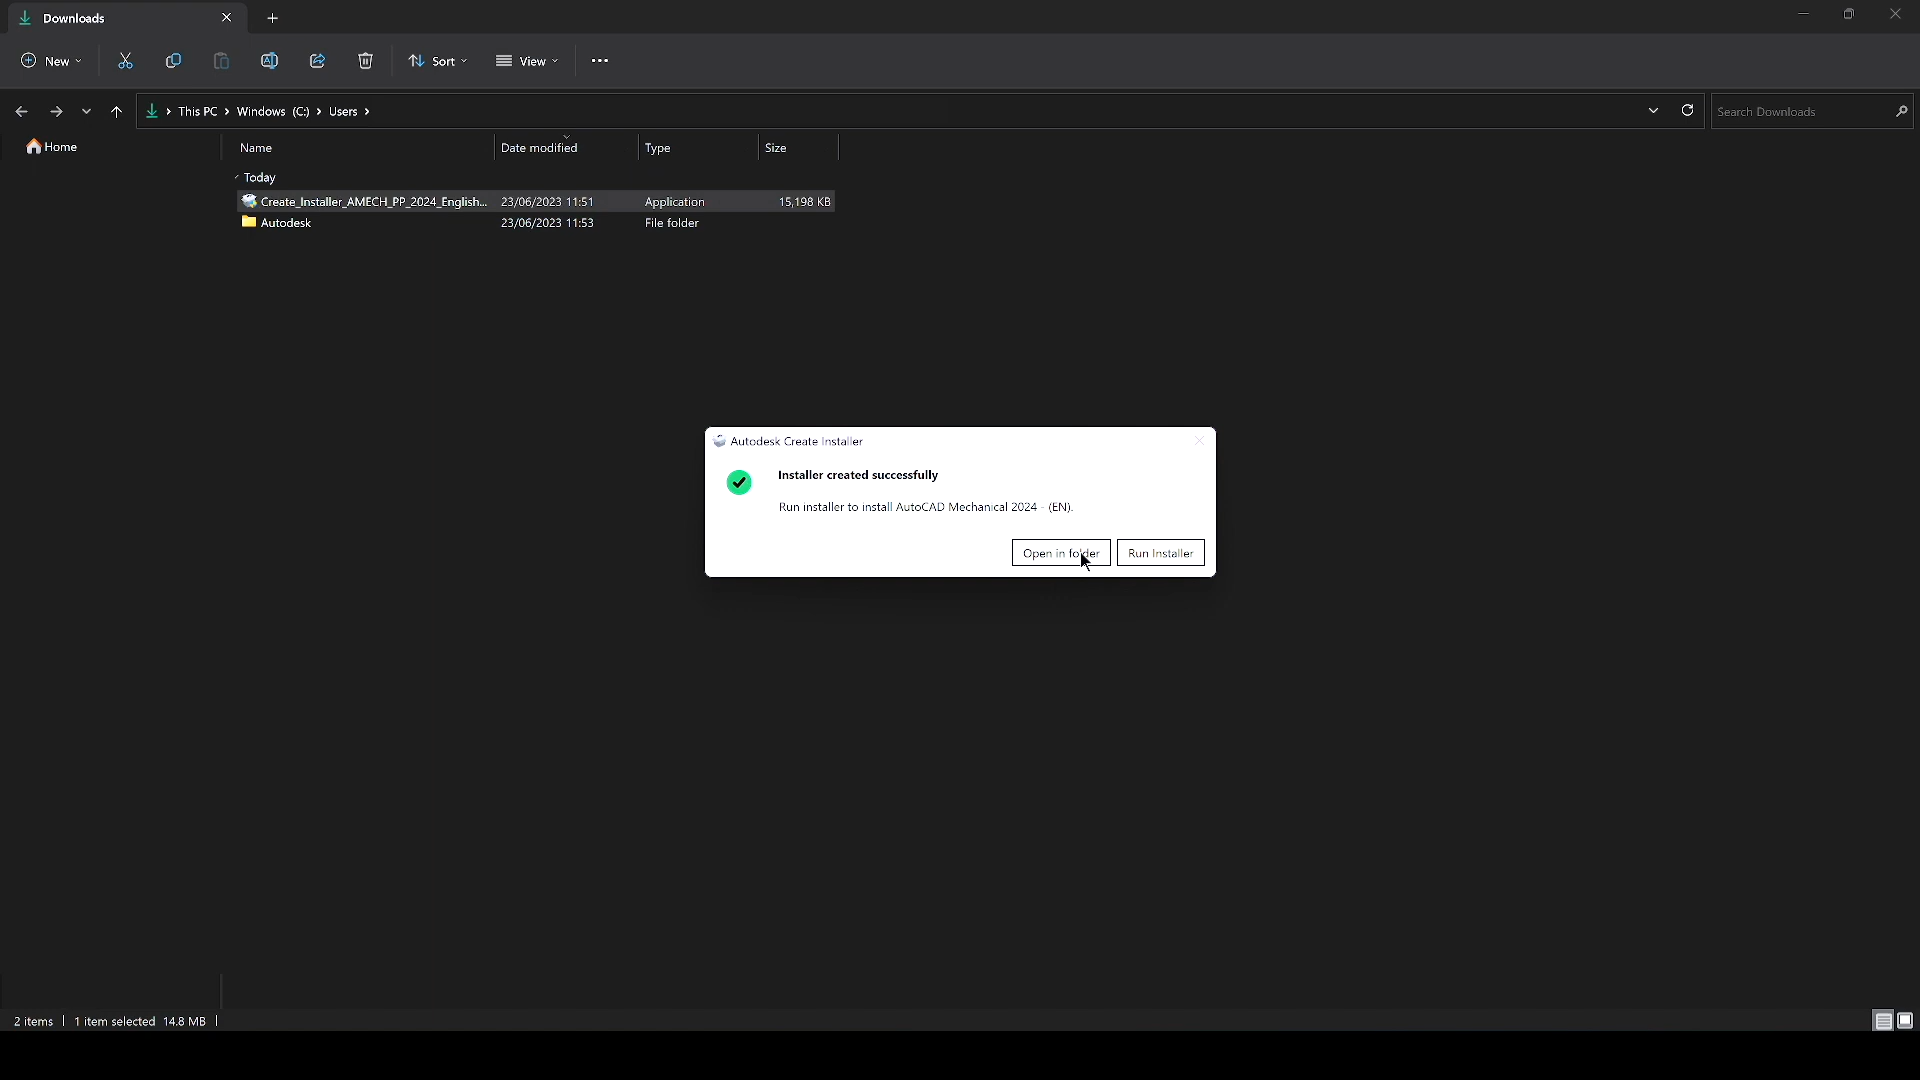 Downloads
New Sort View
This PC > Windows (C:) > Users > Search Downloads
Home Name Date modified Type Size
Today
Create_Installer_AMECH_PP_2024_English... 23/06/2023 11:51 Application 15,198 KB
Autodesk 23/06/2023 11:53 File folder
Autodesk Create Installer
Installer created successfully
Run installer to install AutoCAD Mechanical 2024 - (EN).
Open in folder Run Installer
2 items 1 item selected 14.8 MB